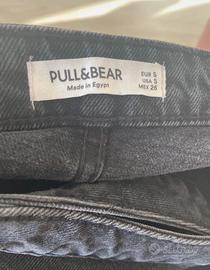 PULL&BEAR
Made in Egypt
EUR S
USA S
MEX 26